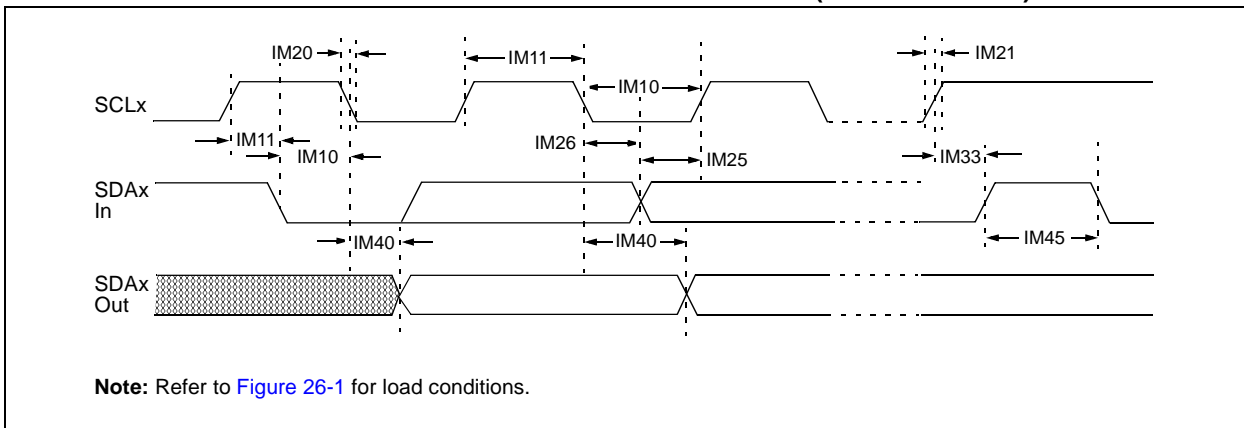 IM20
IM11
IM21
IM10
SCLx
IM11
IM26
IM10
IM25
IM33
SDAx
In
IM40
IM40
IM45
SDAx
Out
Note: Refer to Figure 26-1 for load conditions.